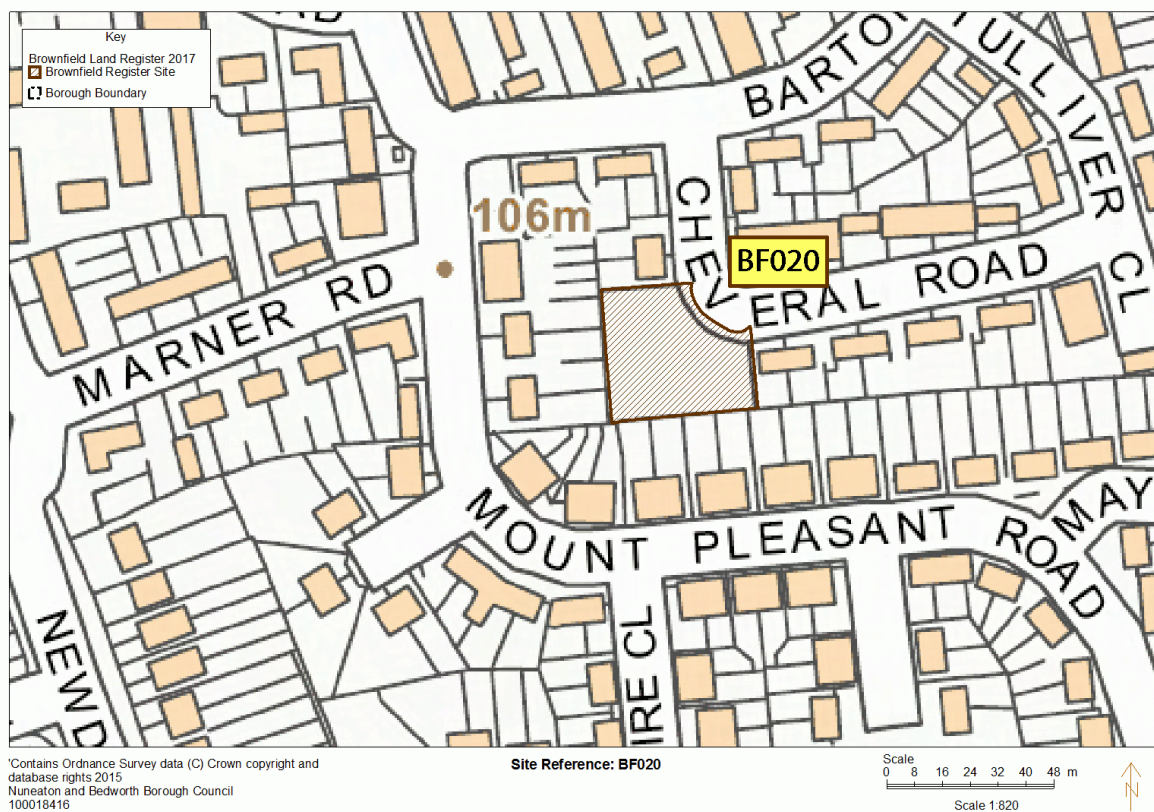 Key
Brownfield Land Register 2017
Brownfield Register Site
Borough Boundary
BARTO
TULLIVER CL
106m
CHEVERAL ROAD
BF020
MARNER RD
MOUNT PLEASANT ROAD
MAY
NEWD
IRE CL
'Contains Ordnance Survey data (C) Crown copyright and
database rights 2015
Nuneaton and Bedworth Borough Council
100018416
Site Reference: BF020
Scale
0 8 16 24 32 40 48 m
Scale 1:820
N